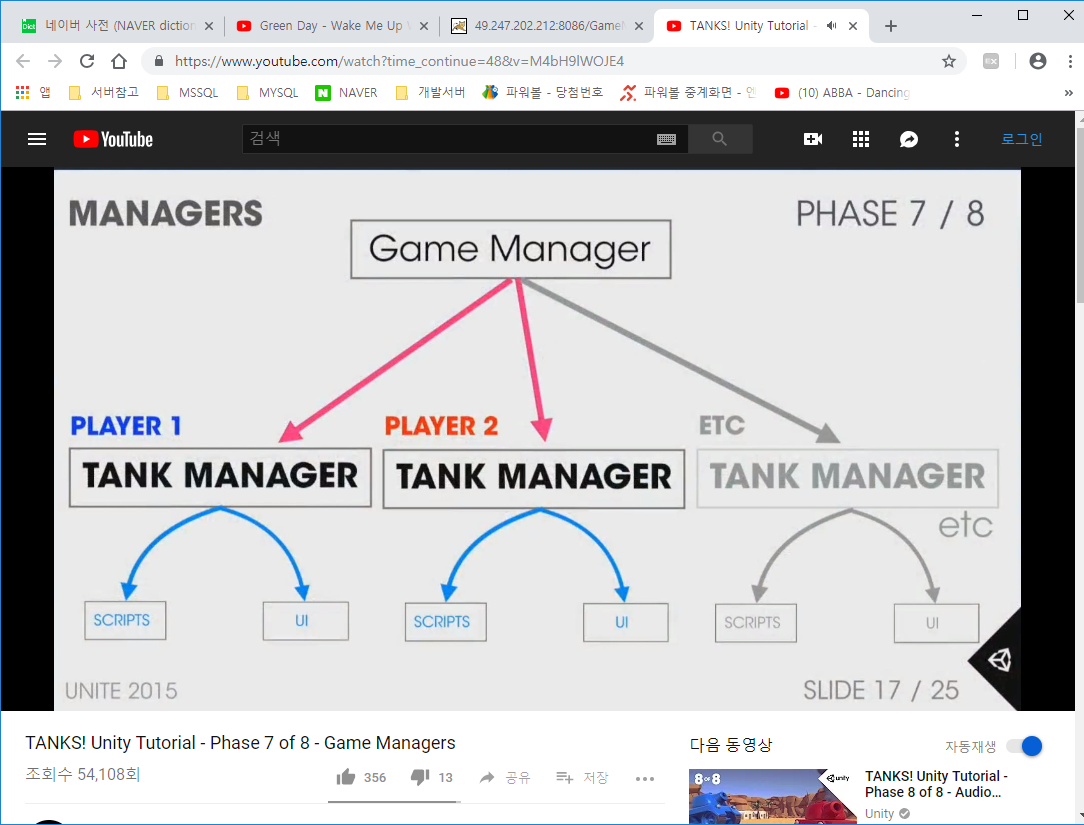 네이버 사전 (NAVER diction
Green Day - Wake Me Up
49.247.202.212:8086/Game
TANKS! Unity Tutorial -
https://www.youtube.com/watch?time_continue=48&v=M4bH9lWOJE4
앱
서버참고
MSSQL
MYSQL
NAVER
개발서버
파워볼 - 당첨번호
파워볼 중계화면 -
(10) ABBA - Dancing
YouTube
검색
로그인
MANAGERS
PHASE 7 / 8
Game Manager
PLAYER 1
PLAYER 2
ETC
TANK MANAGER
TANK MANAGER
TANK MANAGER
etc
SCRIPTS
UI
SCRIPTS
UI
SCRIPTS
UI
UNITE 2015
SLIDE 17 / 25
TANKS! Unity Tutorial - Phase 7 of 8 - Game Managers
조회수 54,108회
356
13
공유
저장
다음 동영상
자동재생
8 OF 8
unity
TANKS! Unity Tutorial -
Phase 8 of 8 - Audio...
Unity